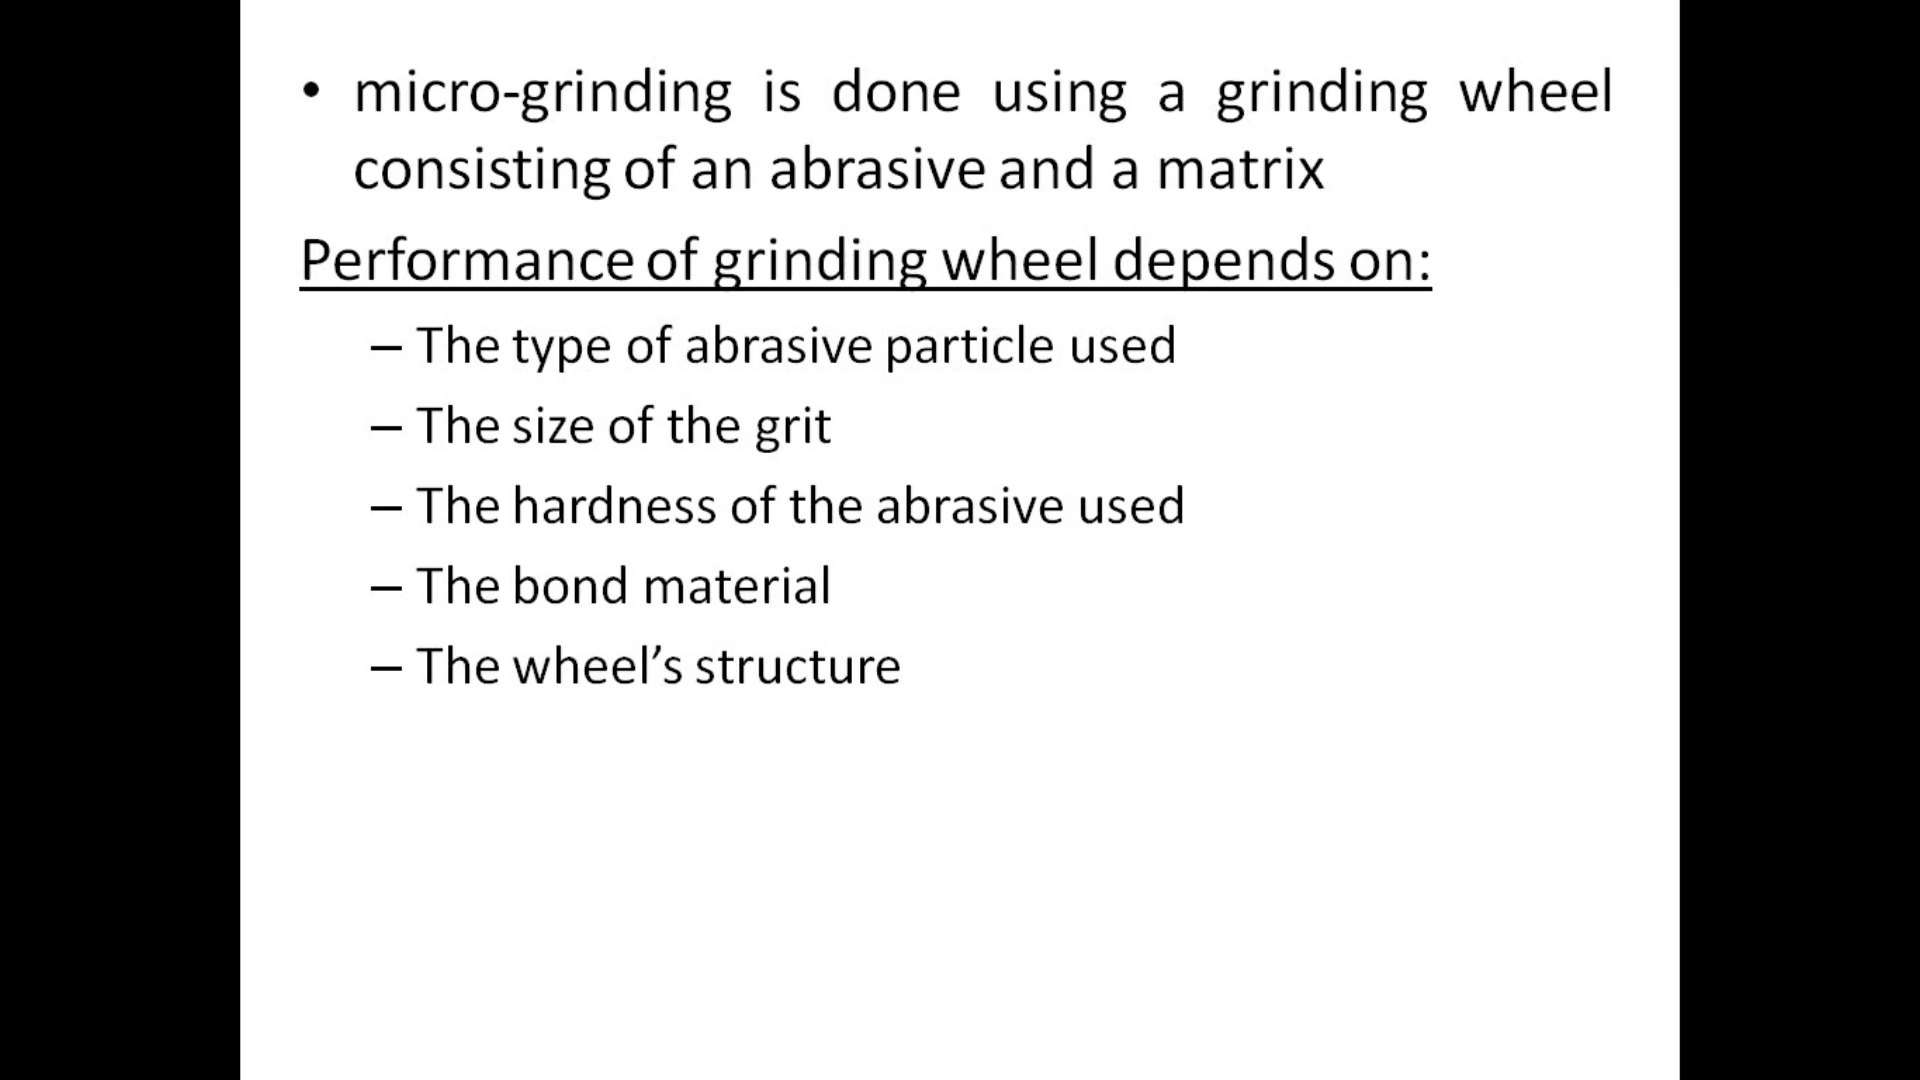 • micro-grinding is done using a grinding wheel
consisting of an abrasive and a matrix
Performance of grinding wheel depends on:
– The type of abrasive particle used
– The size of the grit
– The hardness of the abrasive used
– The bond material
– The wheel’s structure